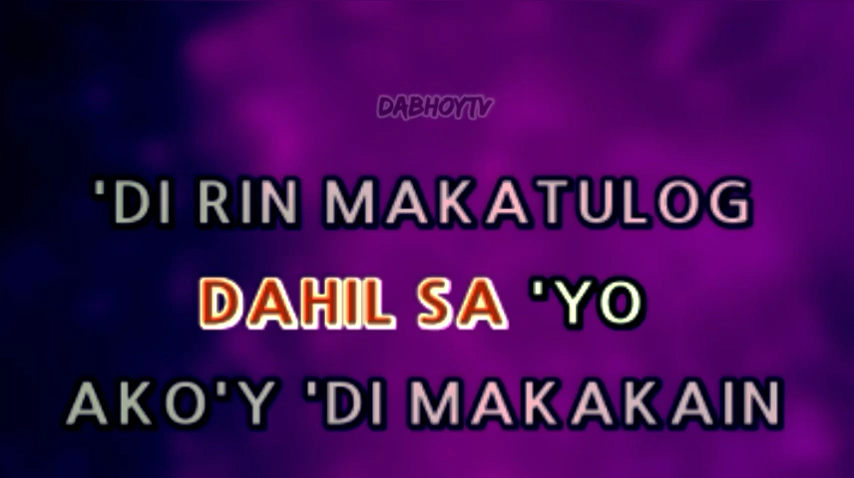 DABHOYTV
'DI RIN MAKATULOG
DAHIL SA 'YO
AKO'Y 'DI MAKAKAIN